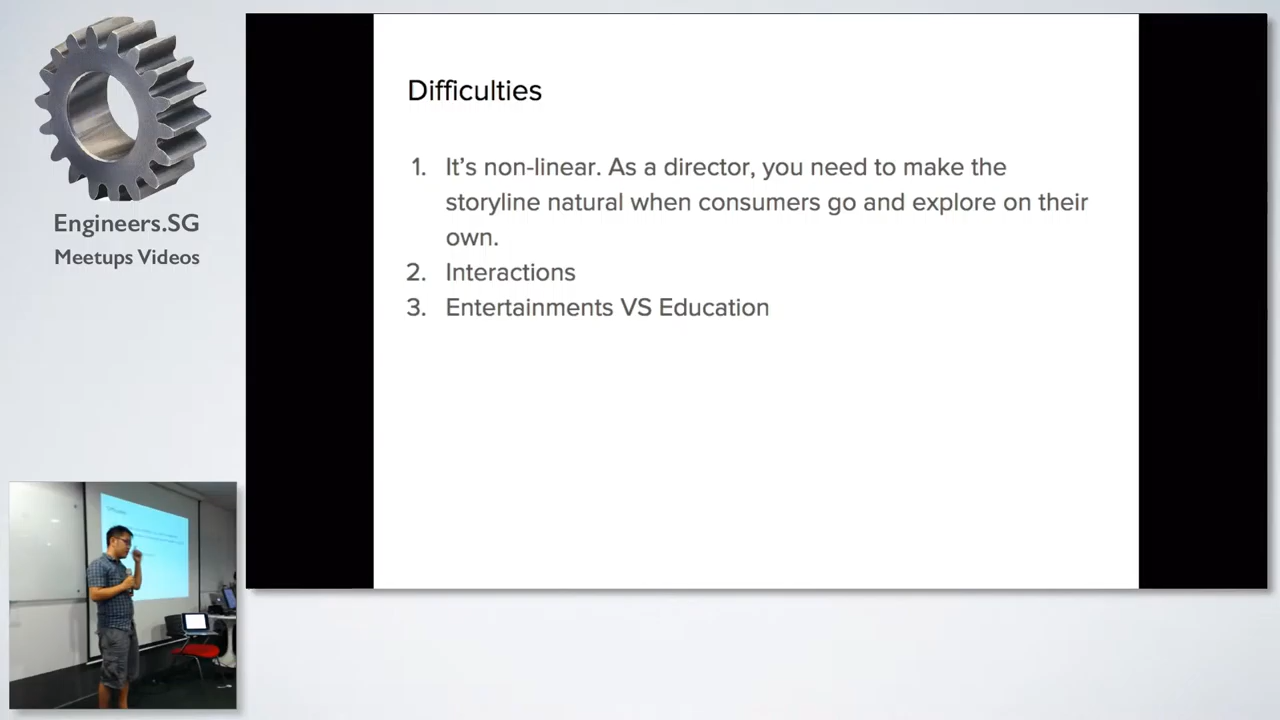 Engineers.SG
Meetups Videos
Difficulties
1. It's non-linear. As a director, you need to make the
storyline natural when consumers go and explore on their
own.
2. Interactions
3. Entertainments VS Education